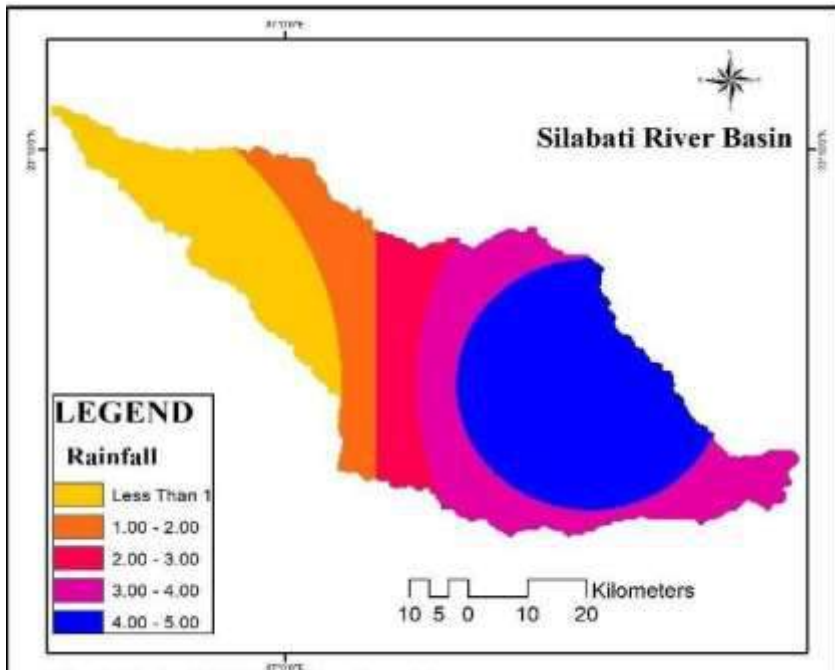 Silabati River Basin
LEGEND
Rainfall
Less Than 1
1.00 - 2.00
2.00 - 3.00
3.00 - 4.00
4.00 - 5.00
Kilometers
10 5 0 10 20